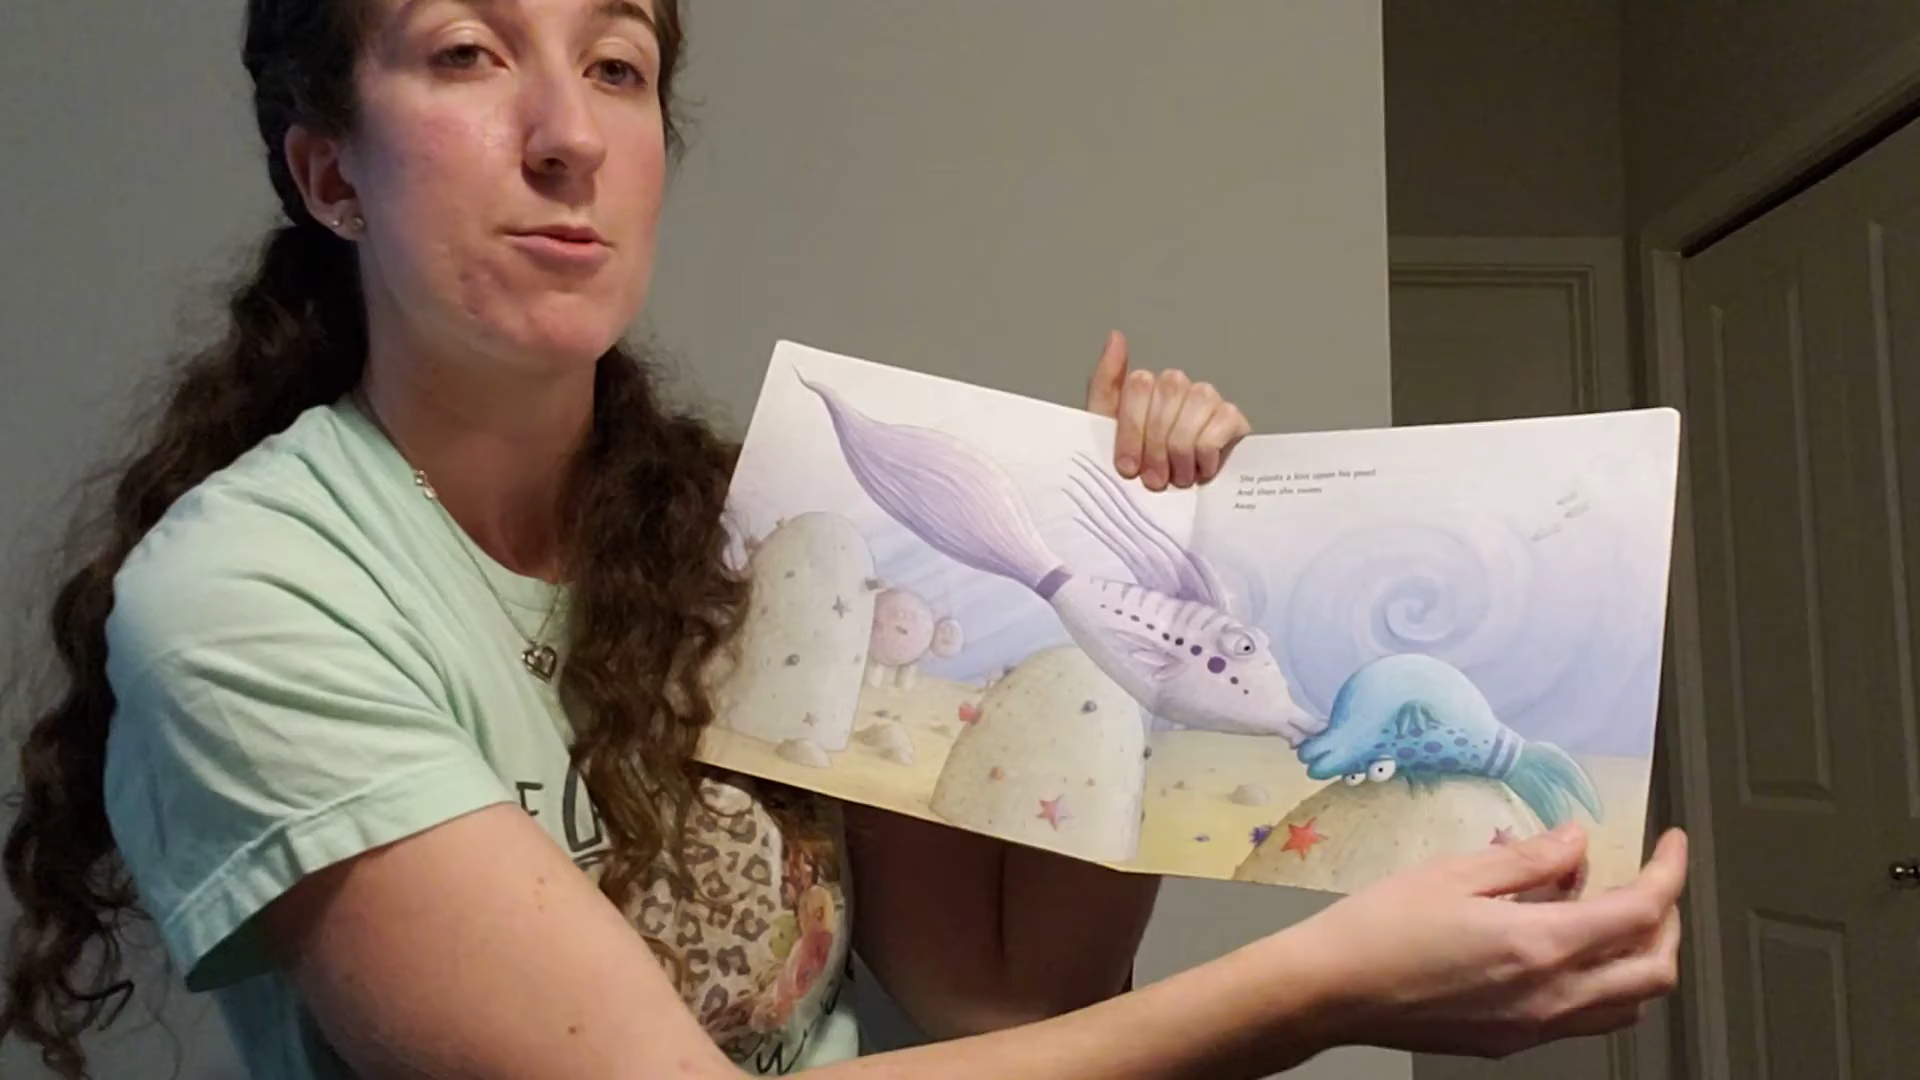 She plants a kiss upon his pout.
And then she swims
Away.